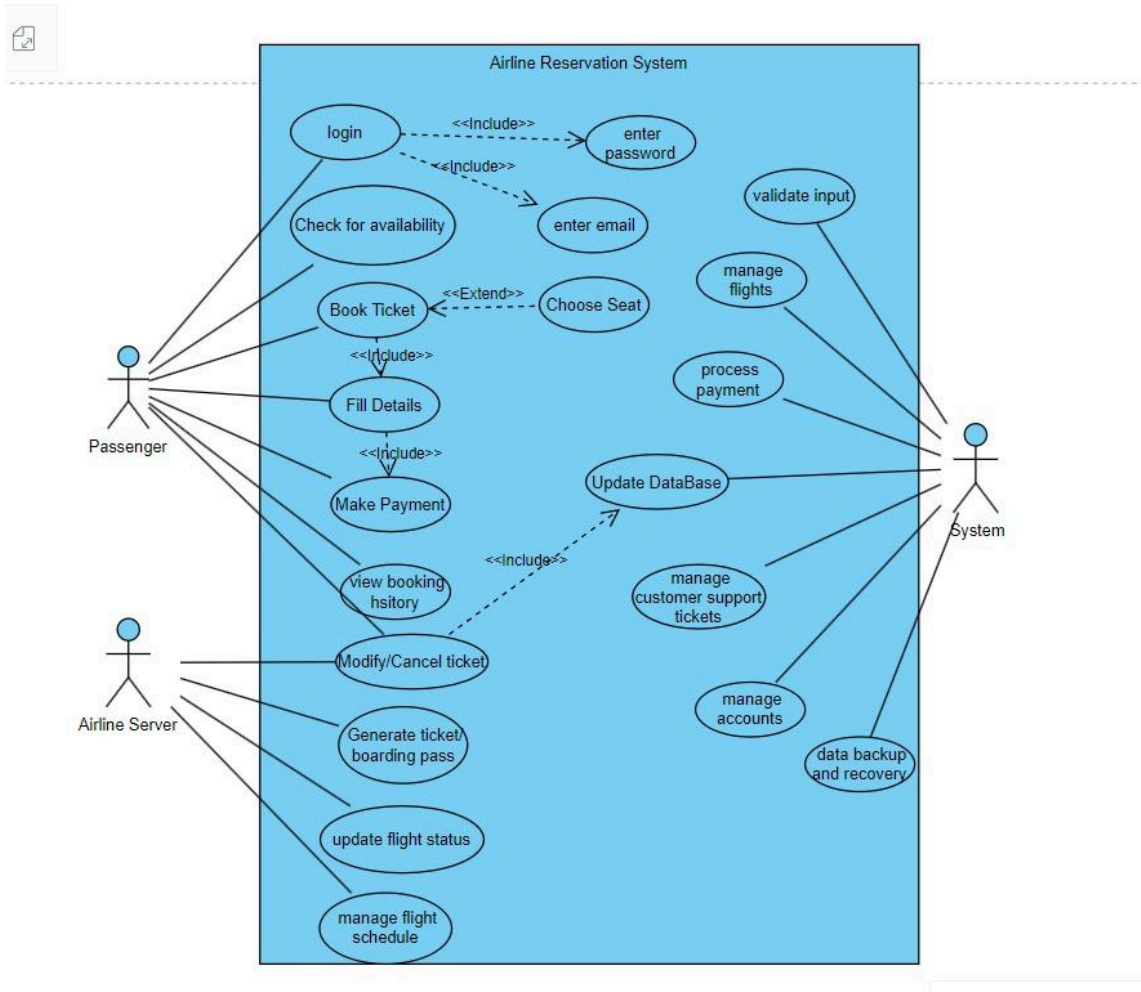 Airline Reservation System
login
<<Include>>
enter
password
<<Include>>
enter email
validate input
Check for availability
manage
flights
Book Ticket
<<Extend>>
Choose Seat
<<Include>>
process
payment
Fill Details
Passenger
<<Include>>
Make Payment
Update DataBase
System
<<Include>>
view booking
hsitory
manage
customer support
tickets
Modify/Cancel ticket
Airline Server
Generate ticket/
boarding pass
manage
accounts
data backup
and recovery
update flight status
manage flight
schedule